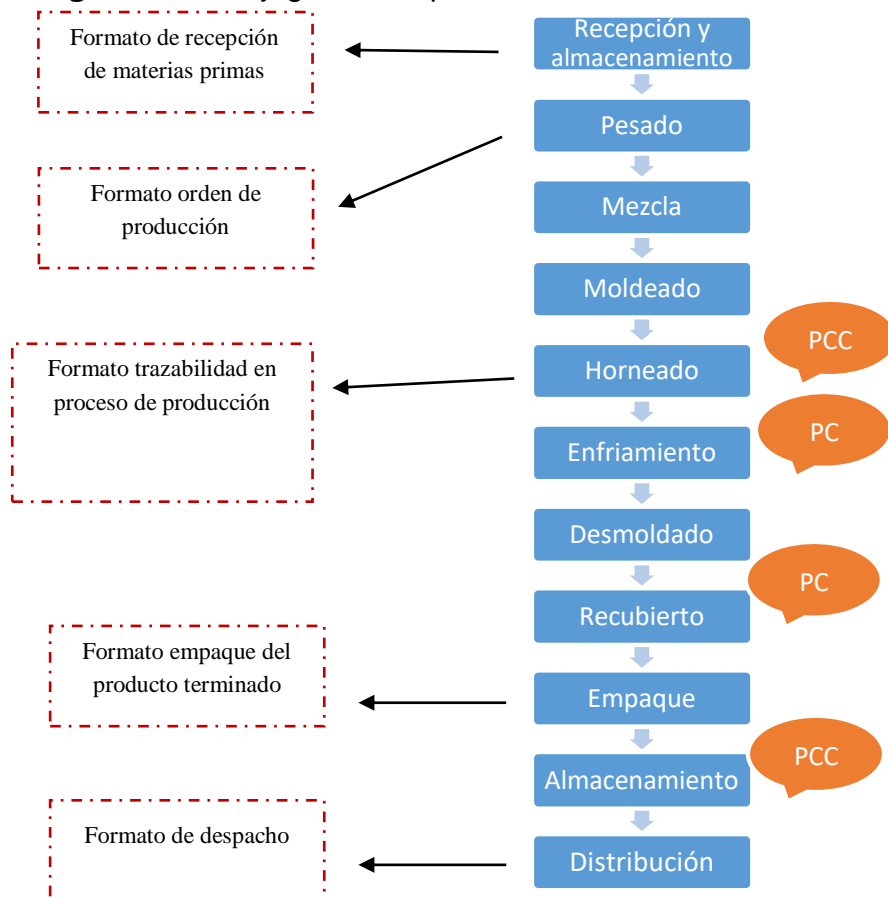 Formato de recepción
de materias primas
Recepción y
almacenamiento
Pesado
Formato orden de
producción
Mezcla
Moldeado
PCC
Formato trazabilidad en
proceso de producción
Horneado
PC
Enfriamiento
Desmoldado
PC
Recubierto
Formato empaque del
producto terminado
Empaque
PCC
Almacenamiento
Formato de despacho
Distribución